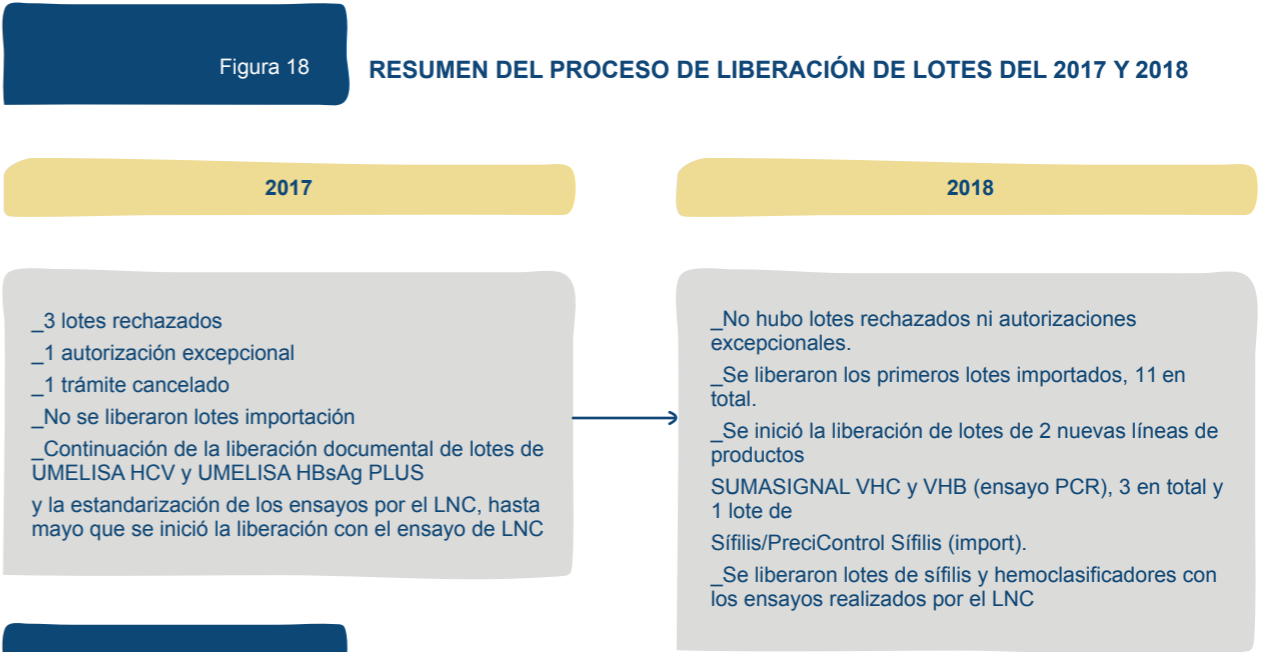 Figura 18
RESUMEN DEL PROCESO DE LIBERACIÓN DE LOTES DEL 2017 Y 2018
2017
_3 lotes rechazados
_1 autorización excepcional
_1 trámite cancelado
_No se liberaron lotes importación
_Continuación de la liberación documental de lotes de
UMELISA HCV y UMELISA HBsAg PLUS
y la estandarización de los ensayos por el LNC, hasta
mayo que se inició la liberación con el ensayo de LNC
2018
_No hubo lotes rechazados ni autorizaciones
excepcionales.
_Se liberaron los primeros lotes importados, 11 en
total.
_Se inició la liberación de lotes de 2 nuevas líneas de
productos
SUMASIGNAL VHC y VHB (ensayo PCR), 3 en total y
1 lote de
Sífilis/PreciControl Sífilis (import).
_Se liberaron lotes de sífilis y hemoclasificadores con
los ensayos realizados por el LNC